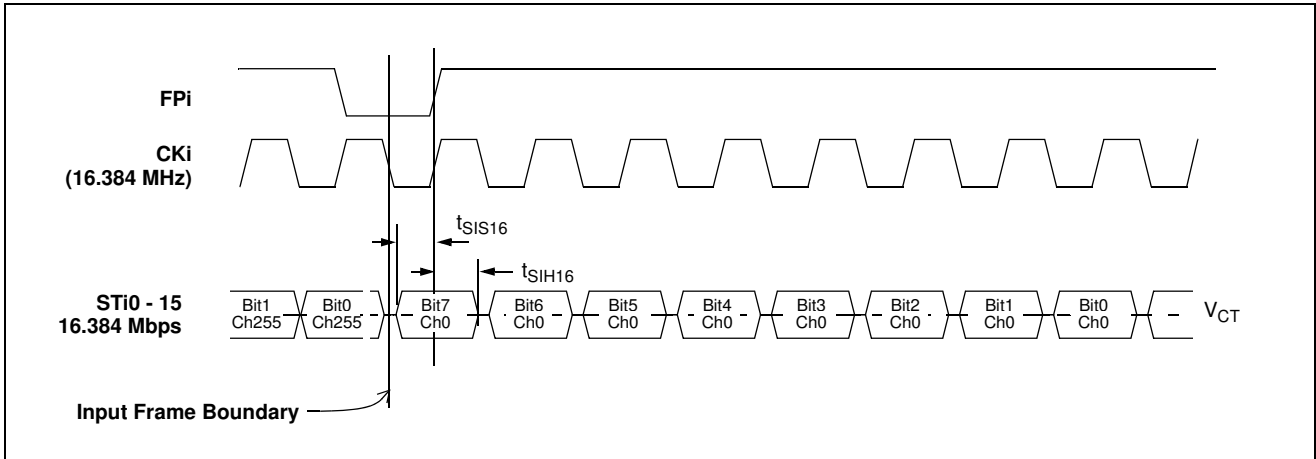 FPi
CKi
(16.384 MHz)
tSIS16
tSIH16
STi0 - 15
16.384 Mbps
Bit1
Ch255
Bit0
Ch255
Bit7
Ch0
Bit6
Ch0
Bit5
Ch0
Bit4
Ch0
Bit3
Ch0
Bit2
Ch0
Bit1
Ch0
Bit0
Ch0
VCT
Input Frame Boundary